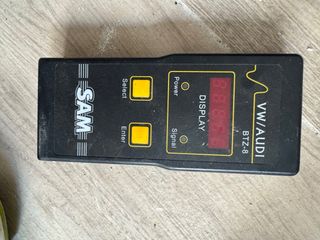 VW/AUDI
BTZ-8
DISPLAY
Power
Signal
Select
Enter
SAM